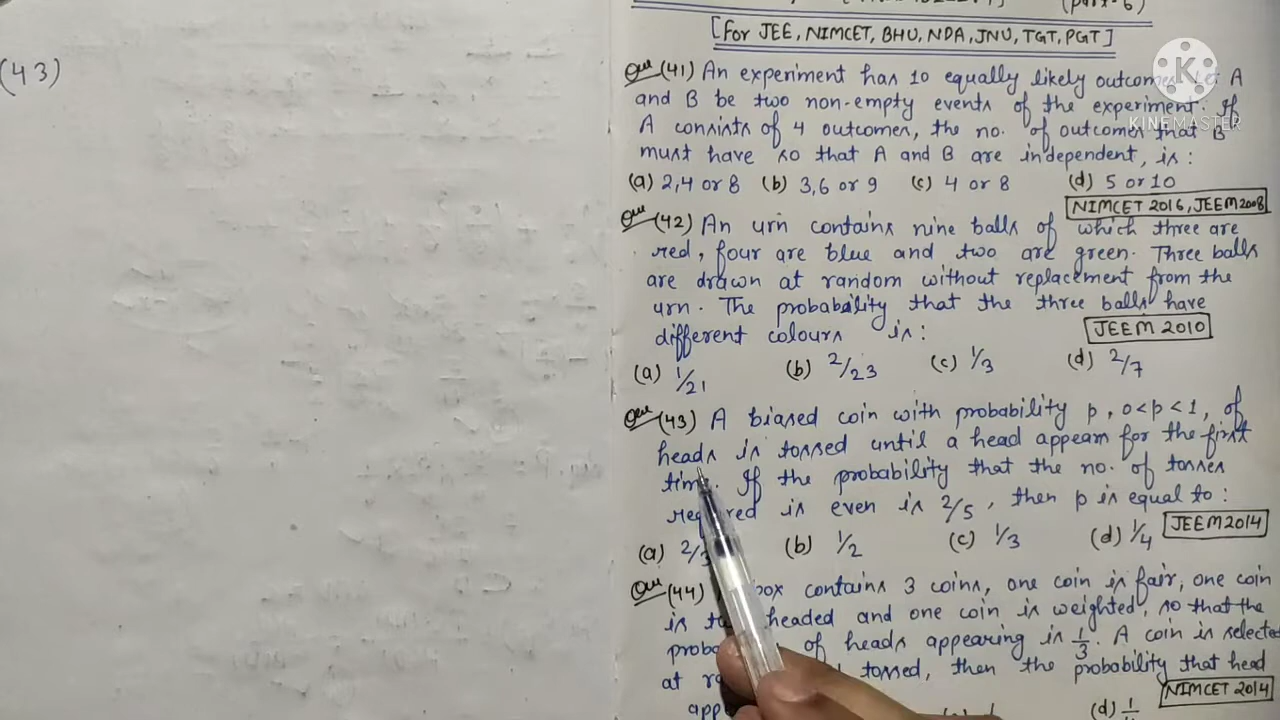 (43)
(part-6)
[For JEE, NIMCET, BHU, NDA, JNU, TGT, PGT]
Que (41) An experiment has 10 equally likely outcomes. Let A
and B be two non-empty events of the experiment. If
A consists of 4 outcomes, the no. of outcomes that B
must have so that A and B are independent, is:
(a) 2,4 or 8 (b) 3,6 or 9 (c) 4 or 8 (d) 5 or 10
NIMCET 2016, JEEM 2008
Que (42) An urn contains nine balls of which three are
red, four are blue and two are green. Three balls
are drawn at random without replacement from the
urn. The probability that the three balls have
different colours is:
JEEM 2010
(a) 1/21 (b) 2/23 (c) 1/3 (d) 2/7
Que (43) A biased coin with probability p, 0<p<1, of
heads is tossed until a head appears for the first
time. If the probability that the no. of tosses
required is even is 2/5, then p is equal to:
JEEM 2014
(a) 2/3 (b) 1/2 (c) 1/3 (d) 1/4
Que (44) box contains 3 coins, one coin is fair, one coin
is headed and one coin is weighted, so that the
of heads appearing is 1/3. A coin is selected
at tossed, then the probability that head
NIMCET 2014
(d)
KINEMASTER